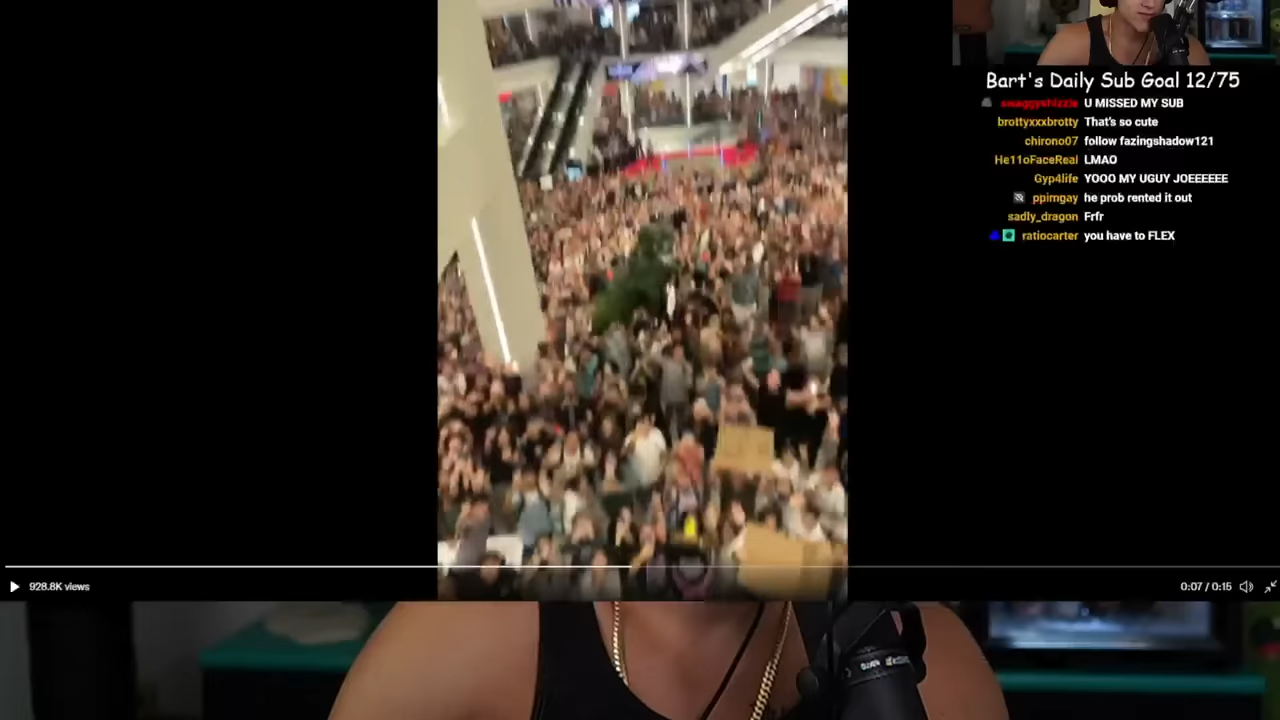 Bart's Daily Sub Goal 12/75
swaggyshizzle U MISSED MY SUB
brottyxxxbrotty That's so cute
chirono07 follow fazingshadow121
He11oFaceReal LMAO
Gyp4life YOOO MY UGUY JOEEEEEE
ppimgay he prob rented it out
sadly_dragon Frfr
ratiocarter you have to FLEX
928.8K views
0:07 / 0:15